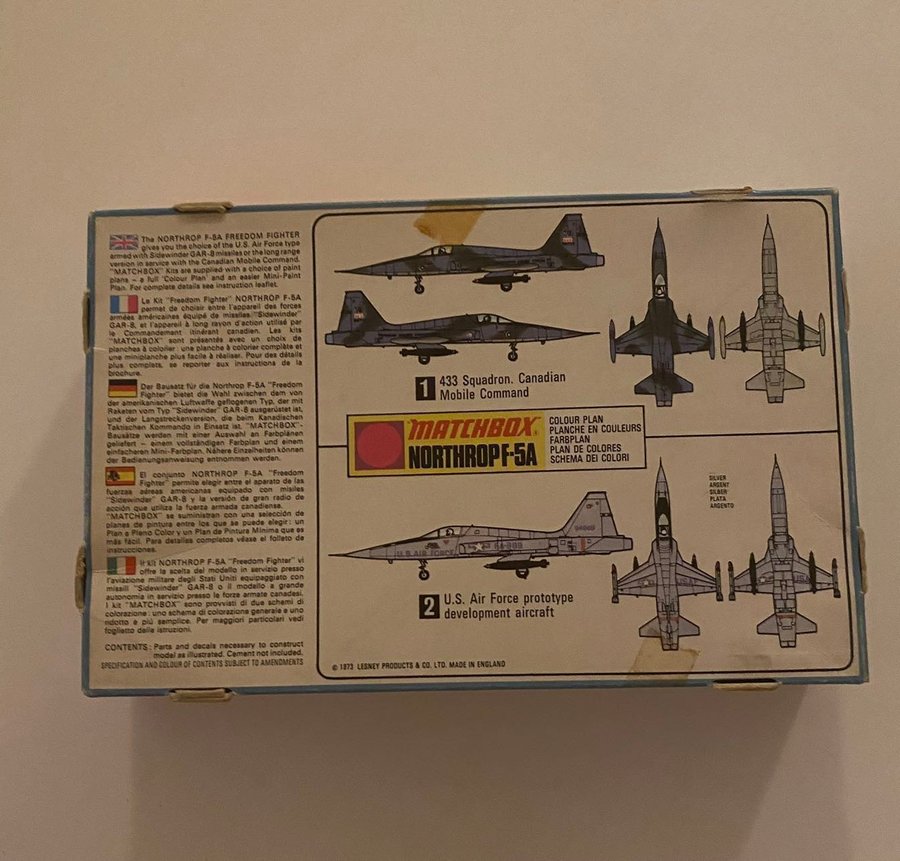 The NORTHROP F-5A FREEDOM FIGHTER
gives you the choice of the U.S. Air Force type
armed with Sidewinder GAR-8 missiles or the long range
version in service with the Canadian Mobile Command.
"MATCHBOX" Kits are supplied with a choice of paint
plans – a full 'Colour Plan' and an easier Mini-Paint
Plan. For complete details see instruction leaflet.
Le Kit "Freedom Fighter" NORTHROP F-5A
permet de choisir entre l'appareil des forces
armées américaines équipé de missiles "Sidewinder"
GAR-8, et l'appareil à long rayon d'action utilisé par
le Commandement itinérant canadien. Les kits
"MATCHBOX" sont présentés avec un choix de
planches à colorier: une planche à colorier complète et
une miniplanche plus facile à réaliser. Pour des détails
plus complets, se reporter aux instructions de la
brochure.
Der Bausatz für die Northrop F-5A "Freedom
Fighter" bietet die Wahl zwischen dem von
der amerikanischen Luftwaffe geflogenen Typ, der mit
Raketen vom Typ "Sidewinder" GAR-8 ausgerüstet ist,
und der Langstreckenversion, die beim Kanadischen
Taktischen Kommando in Einsatz ist. "MATCHBOX"-
Bausätze werden mit einer Auswahl an Farbplänen
geliefert – einem vollständigen Farbplan und einem
einfacheren Mini-Farbplan. Nähere Einzelheiten können
der Bedienungsanweisung entnommen werden.
El conjunto NORTHROP F-5A "Freedom
Fighter" permite elegir entre el aparato de las
fuerzas aéreas americanas equipado con misiles
"Sidewinder" GAR-8 y la versión de gran radio de
acción que utiliza la fuerza armada canadiense.
"MATCHBOX" se suministran con una selección de
planes de pintura entre los que se puede elegir: un
Plan a Pleno Color y un Plan de Pintura Mínima que es
más fácil. Para detalles completos véase el folleto de
instrucciones.
Il kit NORTHROP F-5A "Freedom Fighter" vi
offre la scelta del modello in servizio presso
l'aviazione militare degli Stati Uniti equipaggiato con
missili "Sidewinder" GAR-8 o il modello a grande
autonomia in servizio presso le forze armate canadesi.
I kit "MATCHBOX" sono provvisti di due schemi di
colorazione: uno schema di colorazione generale e uno
ridotto e più semplice. Per maggiori particolari vedi
foglietto delle istruzioni.
CONTENTS: Parts and decals necessary to construct
model as illustrated. Cement not included.
SPECIFICATION AND COLOUR OF CONTENTS SUBJECT TO AMENDMENTS
1 433 Squadron. Canadian
Mobile Command
MATCHBOX
NORTHROP F-5A
COLOUR PLAN
PLANCHE EN COULEURS
FARBPLAN
PLAN DE COLORES
SCHEMA DEI COLORI
SILVER
ARGENT
SILBER
PLATA
ARGENTO
U.S. AIR FORCE
2 U.S. Air Force prototype
development aircraft
© 1973 LESNEY PRODUCTS & CO. LTD. MADE IN ENGLAND